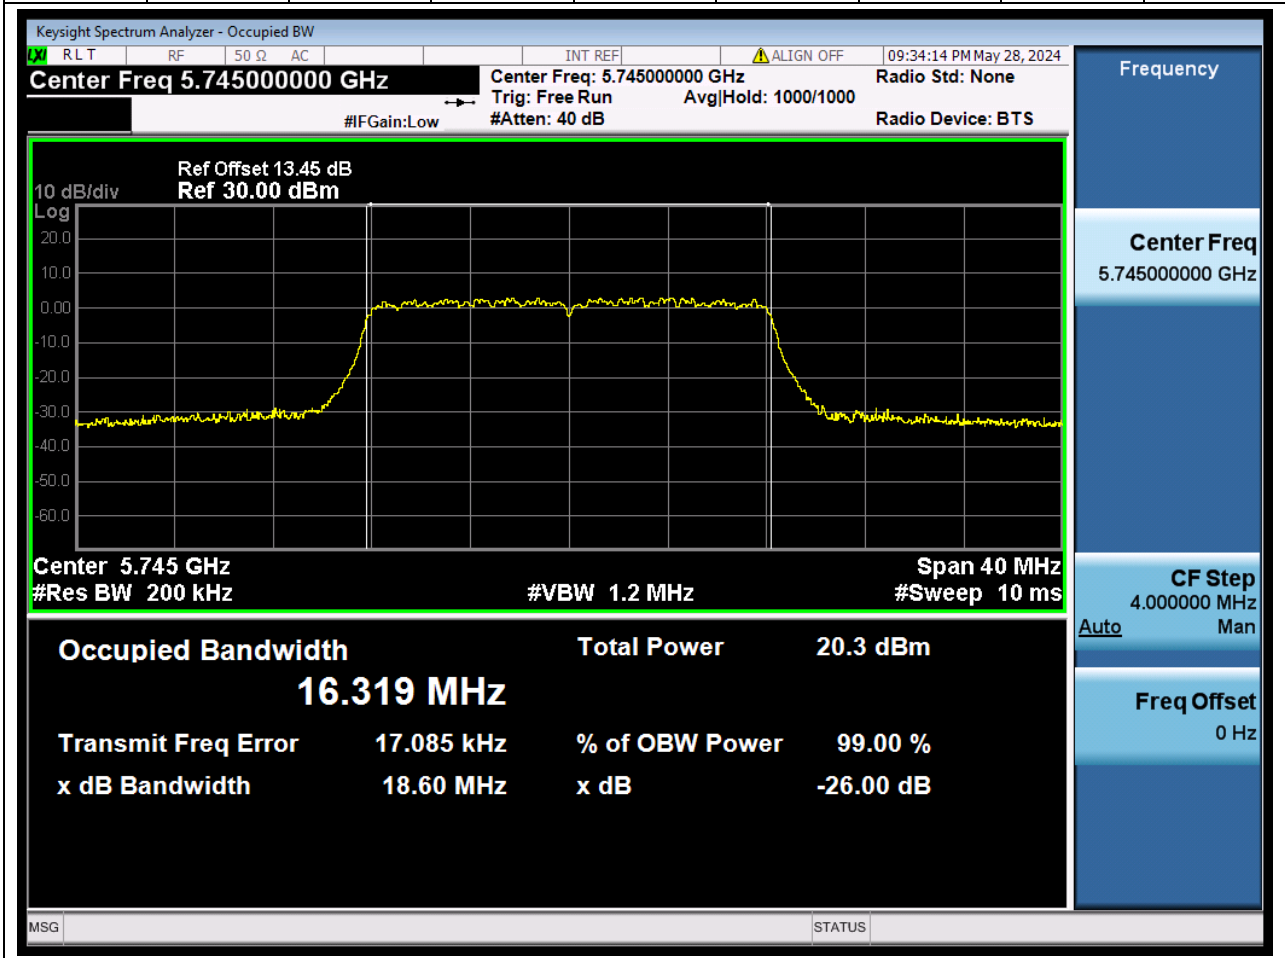 Keysight Spectrum Analyzer - Occupied BW
LXI RLT RF 50 Ω AC INT REF ALIGN OFF 09:34:14 PM May 28, 2024
Center Freq 5.745000000 GHz
Center Freq: 5.745000000 GHz Radio Std: None
Trig: Free Run Avg|Hold: 1000/1000
#IFGain:Low #Atten: 40 dB Radio Device: BTS
Ref Offset 13.45 dB
10 dB/div Ref 30.00 dBm
Log
20.0
10.0
0.00
-10.0
-20.0
-30.0
-40.0
-50.0
-60.0
Center 5.745 GHz Span 40 MHz
#Res BW 200 kHz #VBW 1.2 MHz #Sweep 10 ms
Occupied Bandwidth Total Power 20.3 dBm
16.319 MHz
Transmit Freq Error 17.085 kHz % of OBW Power 99.00 %
x dB Bandwidth 18.60 MHz x dB -26.00 dB
MSG STATUS
Frequency
Center Freq
5.745000000 GHz
CF Step
4.000000 MHz
Auto Man
Freq Offset
0 Hz